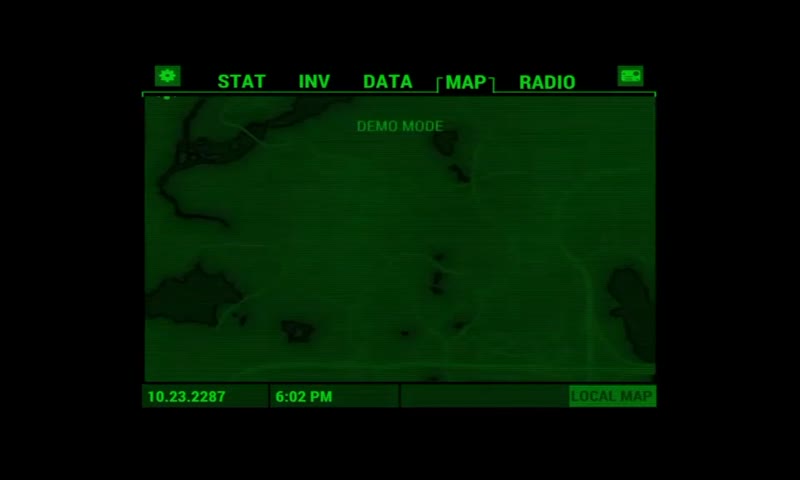 STAT INV DATA MAP RADIO
DEMO MODE
10.23.2287 6:02 PM LOCAL MAP